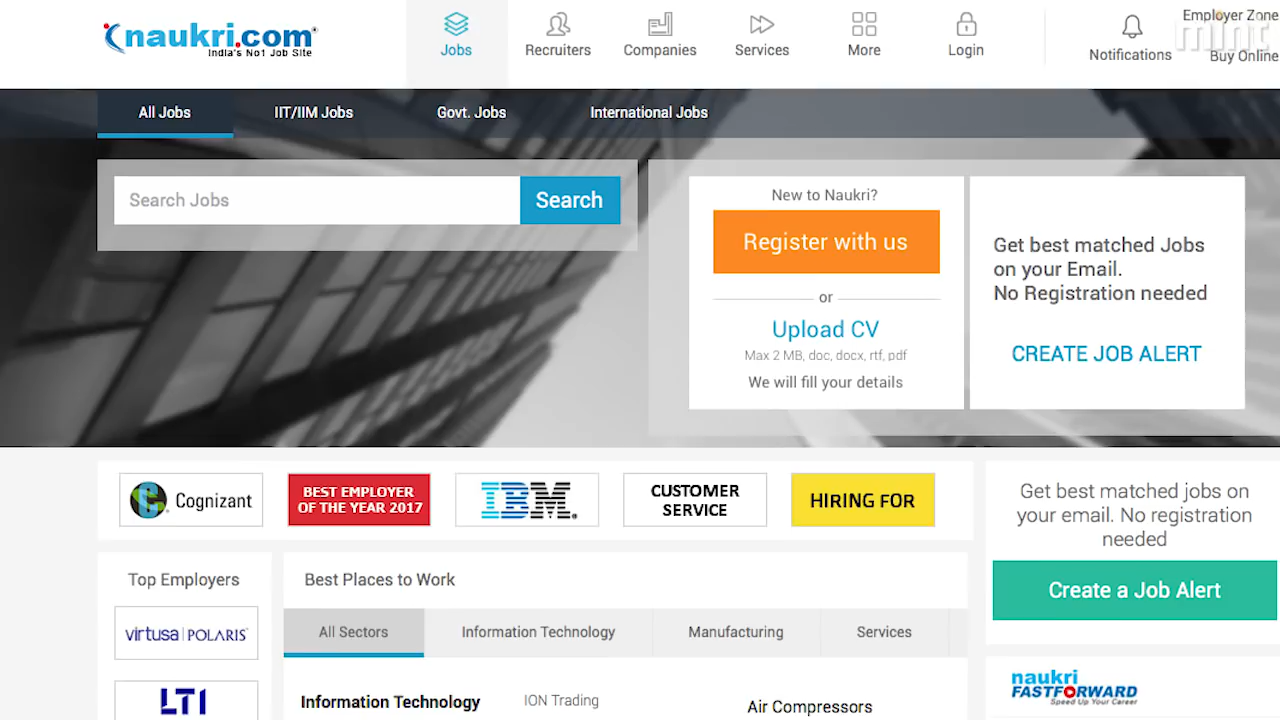 naukri.com
India's No1 Job Site
Jobs
Recruiters
Companies
Services
More
Login
Notifications
Employer Zone
mint
Buy Online
All Jobs
IIT/IIM Jobs
Govt. Jobs
International Jobs
Search Jobs
Search
New to Naukri?
Register with us
or
Upload CV
Max 2 MB, doc, docx, rtf, pdf
We will fill your details
Get best matched Jobs
on your Email.
No Registration needed
CREATE JOB ALERT
Cognizant
BEST EMPLOYER
OF THE YEAR 2017
IBM
CUSTOMER
SERVICE
HIRING FOR
Get best matched jobs on
your email. No registration
needed
Create a Job Alert
Top Employers
virtusa | POLARIS
LTI
Best Places to Work
All Sectors
Information Technology
Manufacturing
Services
Information Technology
ION Trading
Air Compressors
naukri
FASTFORWARD
Speed Up Your Career